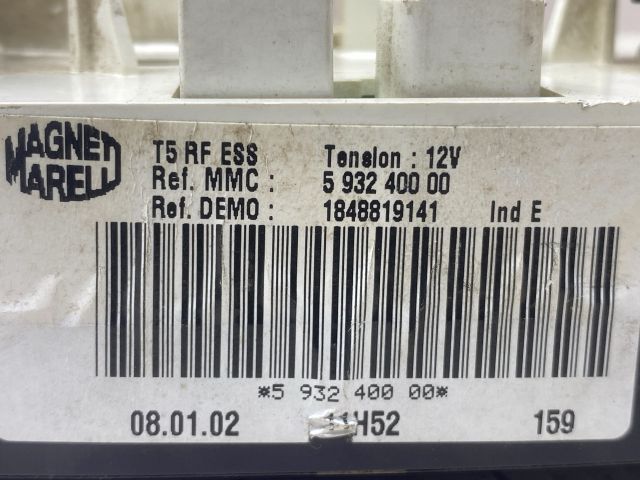 MAGNETI
MARELLI
T5 RF ESS Tension : 12V
Ref. MMC : 5 932 400 00
Ref. DEMO : 1848819141 Ind E
*5 932 400 00*
08.01.02 11H52 159